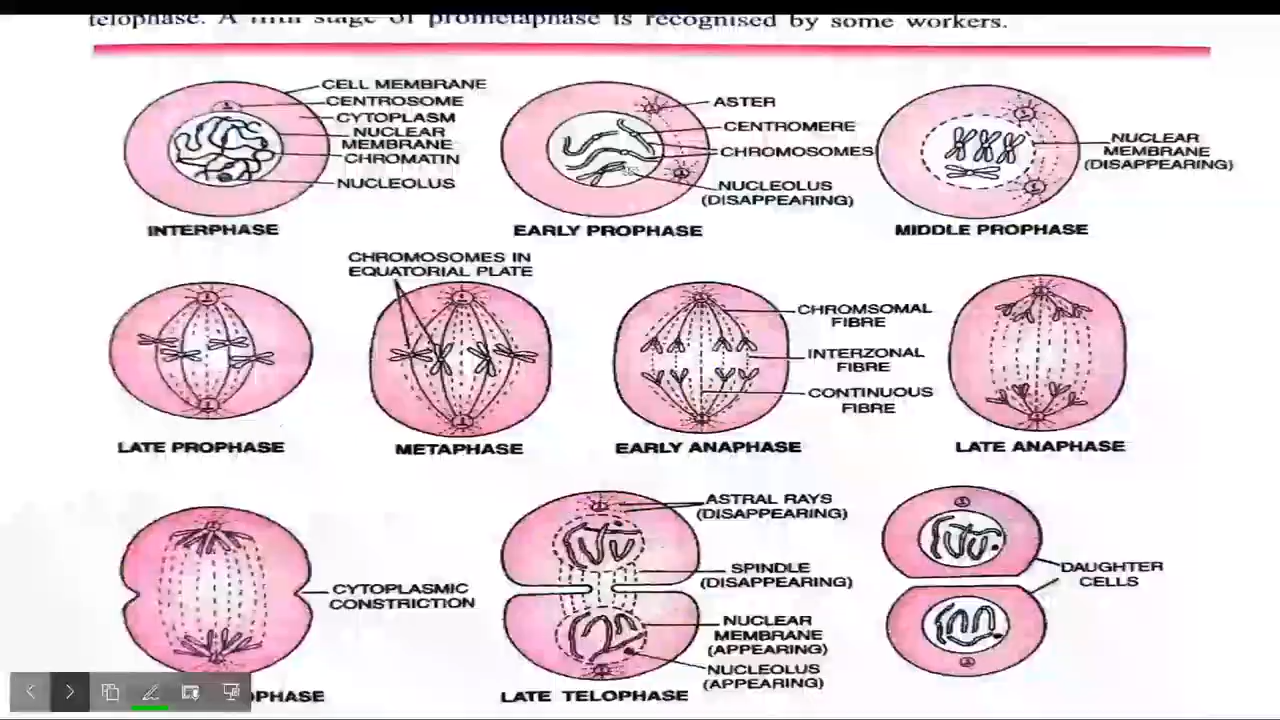 telophase. A fifth stage of prometaphase is recognised by some workers.
CELL MEMBRANE
CENTROSOME
CYTOPLASM
NUCLEAR
MEMBRANE
CHROMATIN
NUCLEOLUS
INTERPHASE
ASTER
CENTROMERE
CHROMOSOMES
NUCLEOLUS
(DISAPPEARING)
EARLY PROPHASE
NUCLEAR
MEMBRANE
(DISAPPEARING)
MIDDLE PROPHASE
LATE PROPHASE
CHROMOSOMES IN
EQUATORIAL PLATE
METAPHASE
CHROMSOMAL
FIBRE
INTERZONAL
FIBRE
CONTINUOUS
FIBRE
EARLY ANAPHASE
LATE ANAPHASE
CYTOPLASMIC
CONSTRICTION
OPHASE
ASTRAL RAYS
(DISAPPEARING)
SPINDLE
(DISAPPEARING)
NUCLEAR
MEMBRANE
(APPEARING)
NUCLEOLUS
(APPEARING)
LATE TELOPHASE
DAUGHTER
CELLS